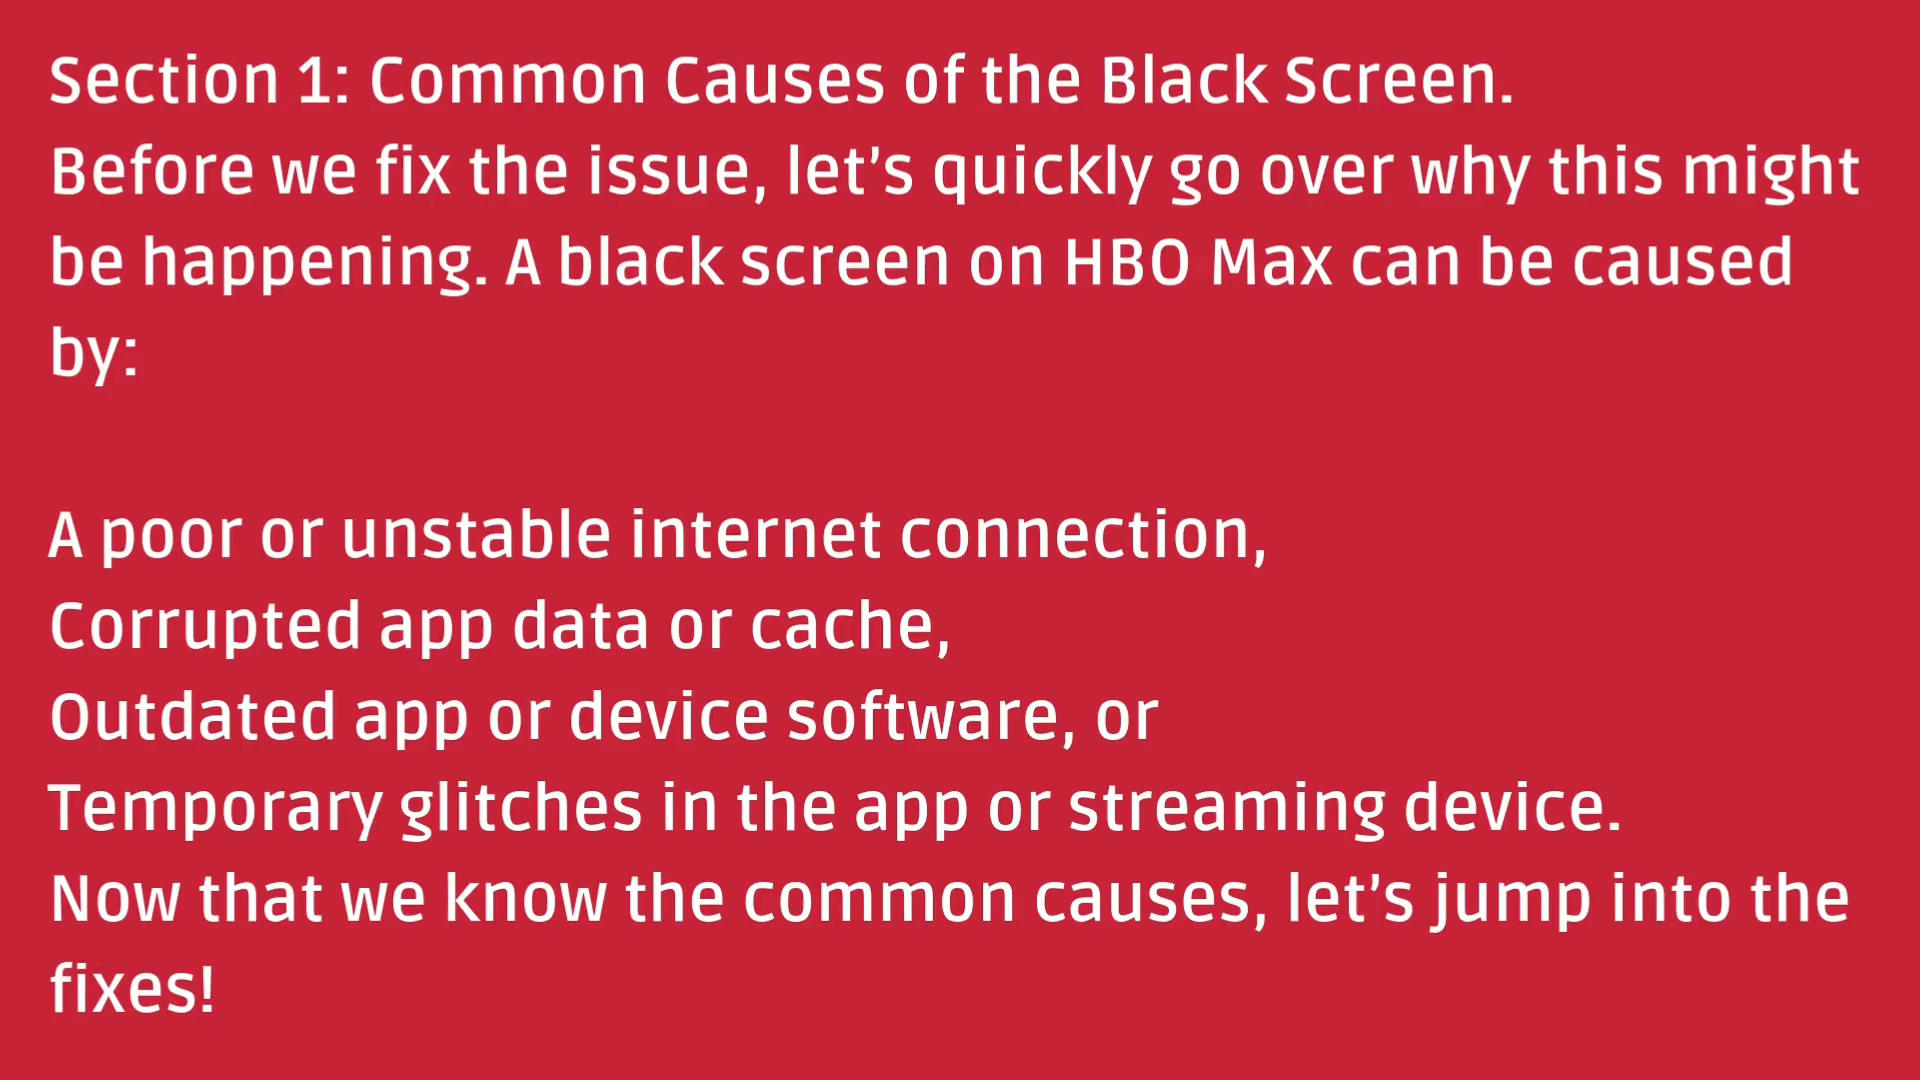 Section 1: Common Causes of the Black Screen.
Before we fix the issue, let’s quickly go over why this might
be happening. A black screen on HBO Max can be caused
by:
A poor or unstable internet connection,
Corrupted app data or cache,
Outdated app or device software, or
Temporary glitches in the app or streaming device.
Now that we know the common causes, let’s jump into the
fixes!